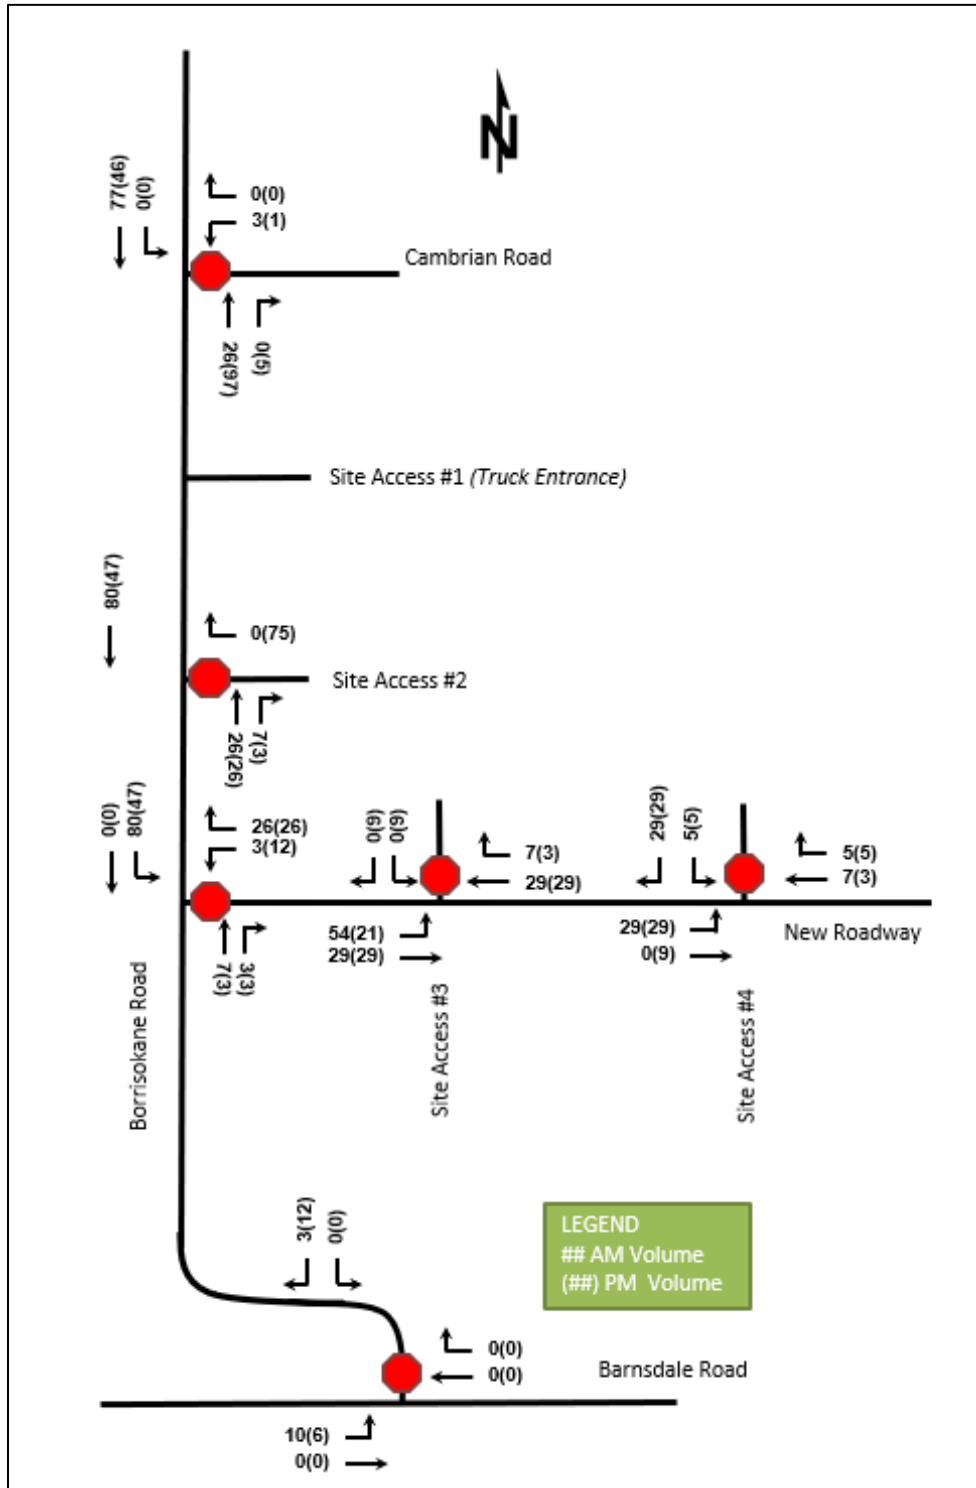 N
77(46)
0(0)
0(0)
3(1)
Cambrian Road
26(97)
0(5)
Site Access #1 (Truck Entrance)
80(47)
0(75)
Site Access #2
26(26)
7(3)
0(0)
80(47)
26(26)
3(12)
7(3)
3(3)
0(9)
0(9)
7(3)
29(29)
54(21)
29(29)
29(29)
5(5)
5(5)
7(3)
29(29)
0(9)
New Roadway
Borrisokane Road
Site Access #3
Site Access #4
3(12)
0(0)
LEGEND
## AM Volume
(##) PM Volume
0(0)
0(0)
Barnsdale Road
10(6)
0(0)